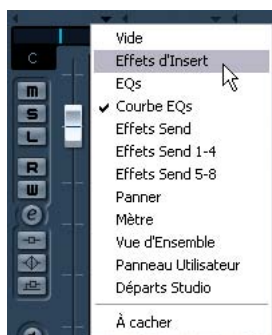 C
m
S
L
R
W
e
Vide
Effets d'Insert
EQs
Courbe EQs
Effets Send
Effets Send 1-4
Effets Send 5-8
Panner
Mètre
Vue d'Ensemble
Panneau Utilisateur
Départs Studio
À cacher